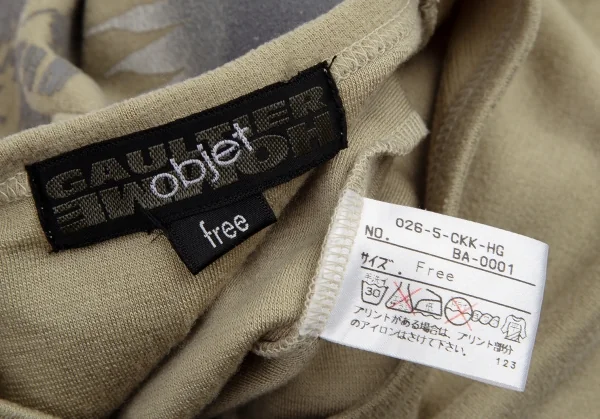 GAULTIER
HOMME
objet
free
026-5-CKK-HG
NO. BA-0001
サイズ. Free
30
プリントがある場合は、プリント部分
のアイロンはさけて下さい。
123